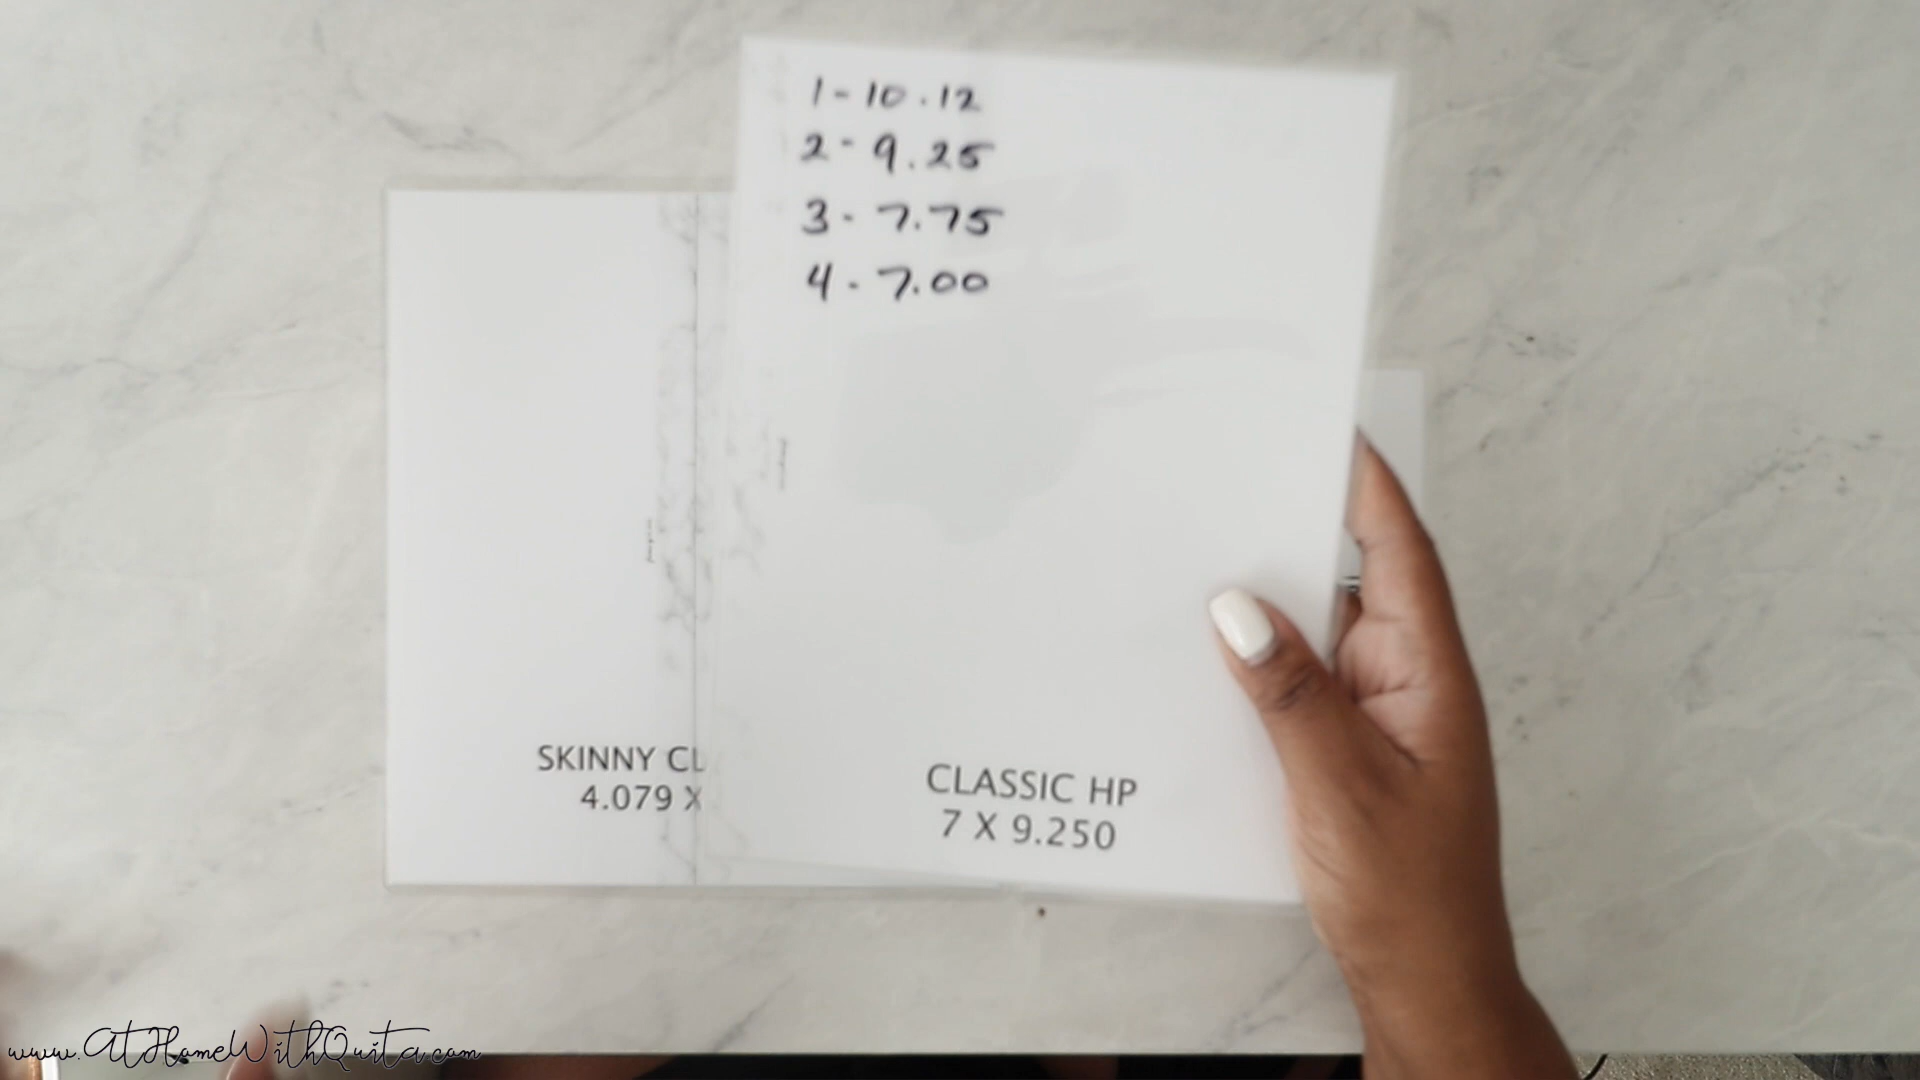 1-10.12
2-9.25
3-7.75
4-7.00
SKINNY CL
4.079 X
CLASSIC HP
7 X 9.250
www.AtHomeWithQuita.com